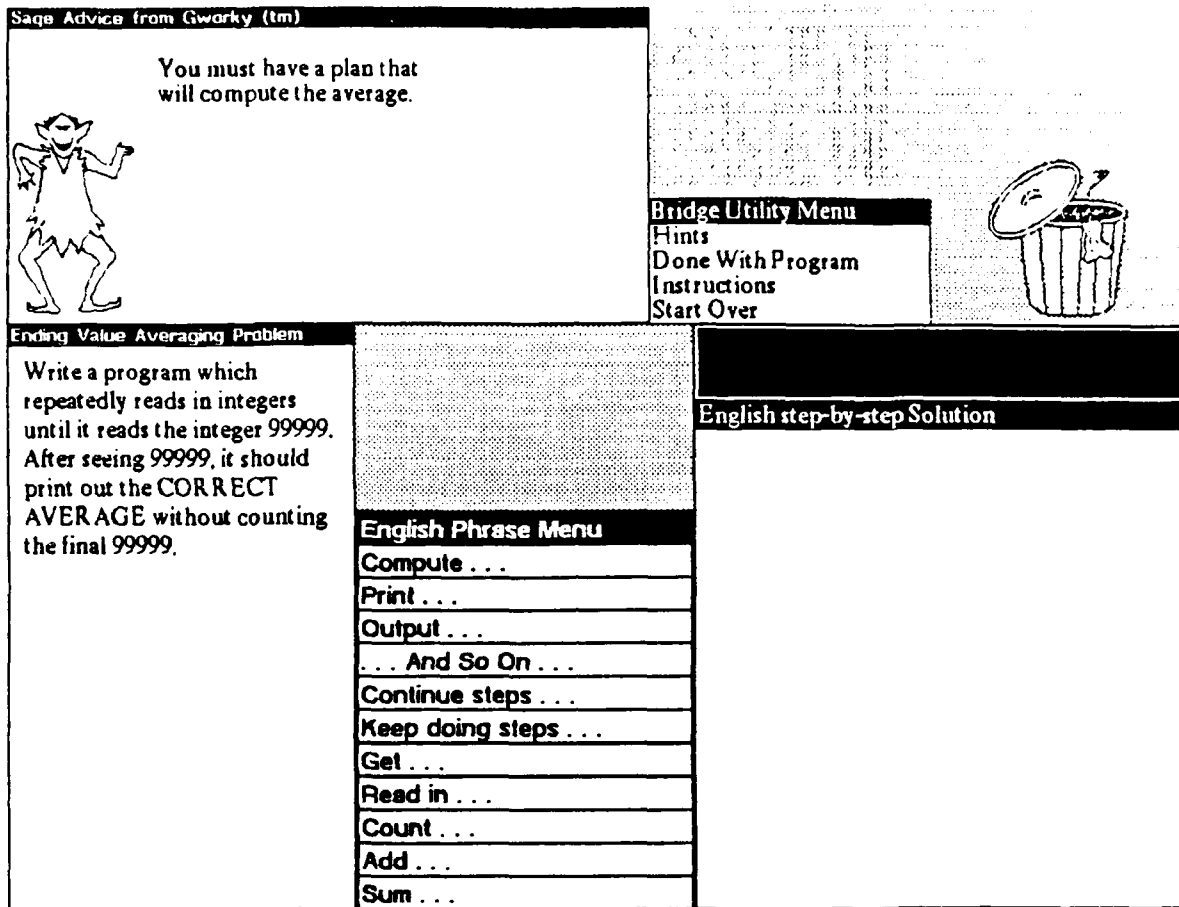 Sage Advice from Gworky (tm)
You must have a plan that
will compute the average.
Bridge Utility Menu
Hints
Done With Program
Instructions
Start Over
Ending Value Averaging Problem
Write a program which
repeatedly reads in integers
until it reads the integer 99999.
After seeing 99999, it should
print out the CORRECT
AVERAGE without counting
the final 99999.
English Phrase Menu
Compute . . .
Print . . .
Output . . .
. . . And So On . . .
Continue steps . . .
Keep doing steps . . .
Get . . .
Read in . . .
Count . . .
Add . . .
Sum . . .
English step-by-step Solution